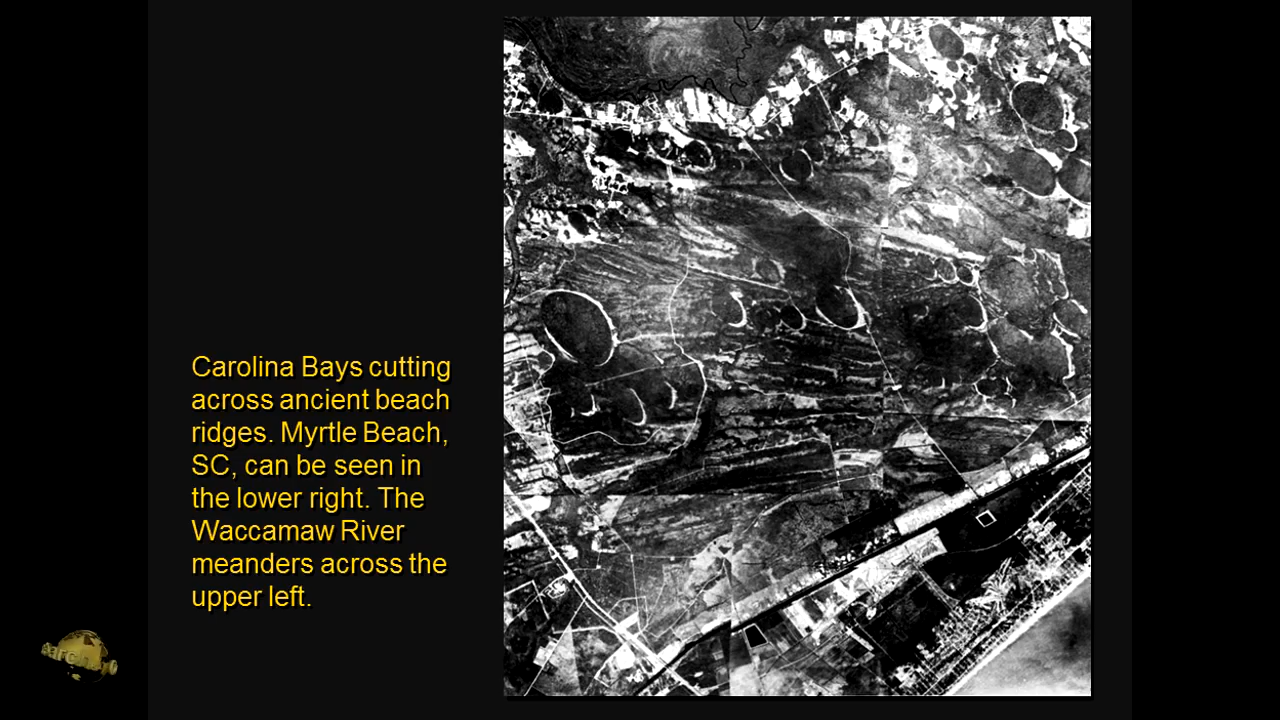 Carolina Bays cutting
across ancient beach
ridges. Myrtle Beach,
SC, can be seen in
the lower right. The
Waccamaw River
meanders across the
upper left.